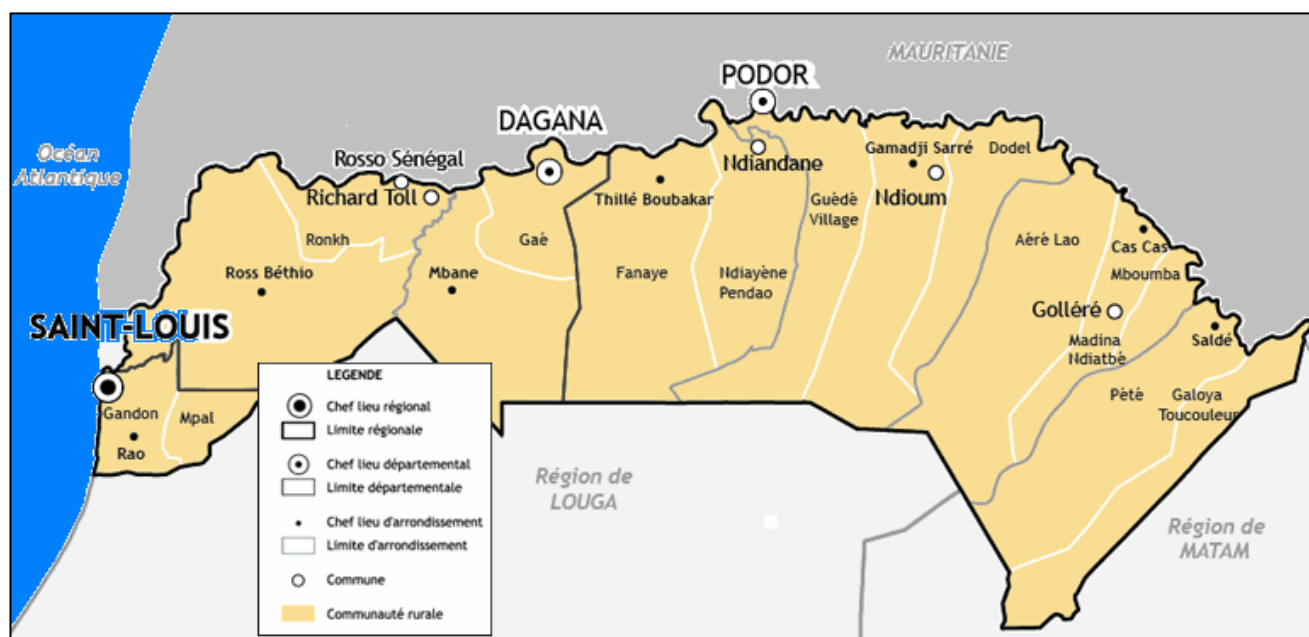 MAURITANIE
PODOR
DAGANA
Océan
Atlantique
Rosso Sénégal
Richard Toll
Ndiandane
Gamadji Sarré
Dodel
Ndioum
Thillé Boubakar
Guédé
Village
Ronkh
Gaé
Aéré Lao
Cas Cas
Ross Béthio
Mbane
Fanaye
Ndiayène
Pendao
Mboumba
Golléré
SAINT-LOUIS
Madina
Ndiatbé
Saldé
Gandon
Mpal
Rao
Pété
Galoya
Toucouleur
LEGENDE
Chef lieu régional
Limite régionale
Chef lieu départemental
Limite départementale
Chef lieu d'arrondissement
Limite d'arrondissement
Commune
Communauté rurale
Région de
LOUGA
Région de
MATAM